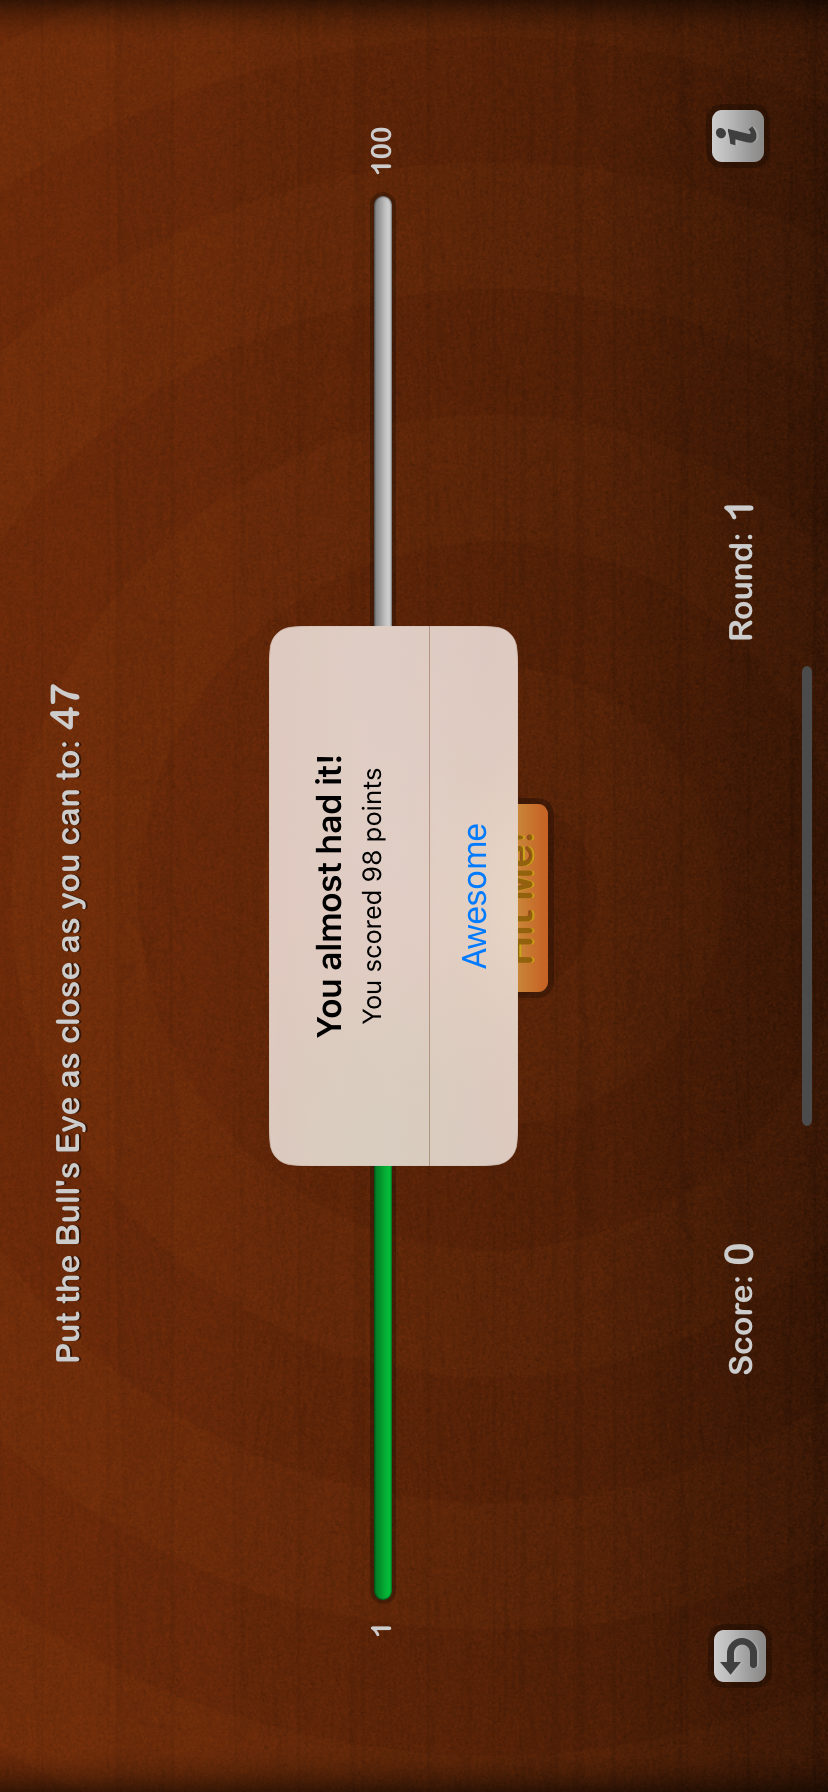 Put the Bull's Eye as close as you can to: 47
1
100
You almost had it!
You scored 98 points
Awesome
Hit Me!
Score: 0
Round: 1
i